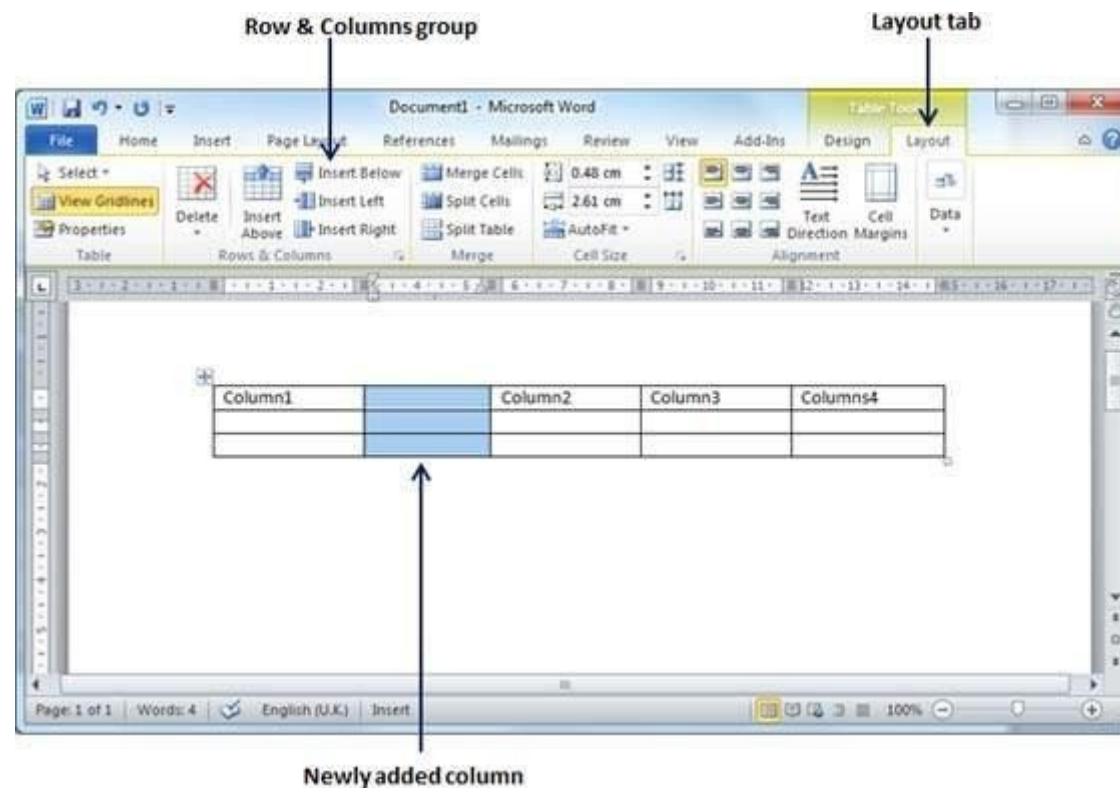 Row & Columns group
Layout tab
Document1 - Microsoft Word
Table Tools
File Home Insert Page Layout References Mailings Review View Add-Ins Design Layout
Select
View Gridlines
Properties
Table
Delete
Insert Above
Insert Below
Insert Left
Insert Right
Rows & Columns
Merge Cells
Split Cells
Split Table
Merge
0.48 cm
2.61 cm
AutoFit
Cell Size
Text Direction
Cell Margins
Alignment
Data
Column1 Column2 Column3 Columns4
Page: 1 of 1 Words: 4 English (U.K.) Insert 100%
Newly added column